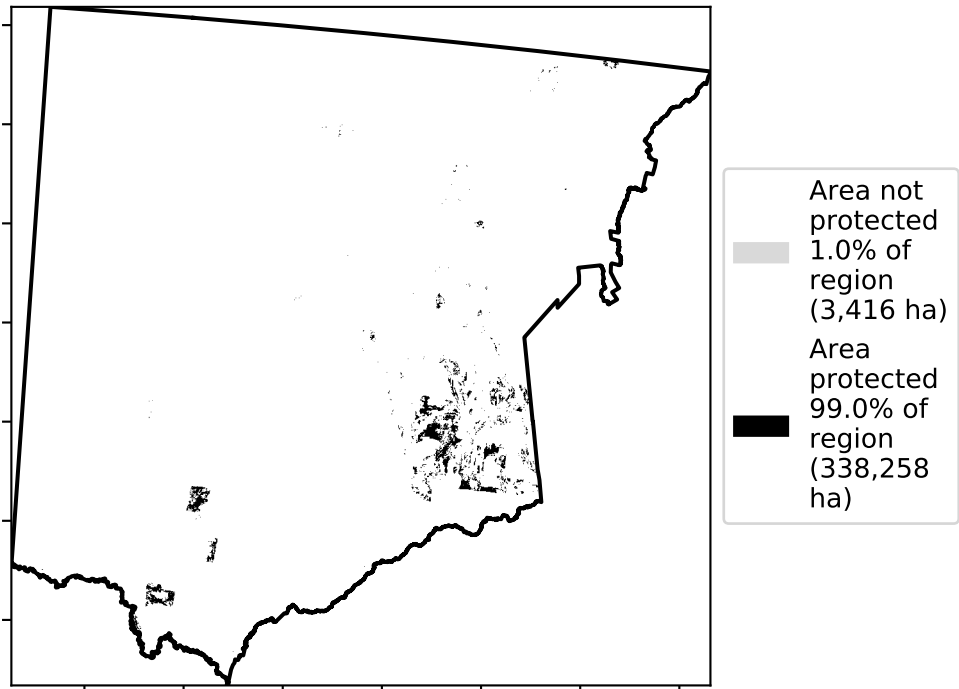 Area not
protected
1.0% of
region
(3,416 ha)
Area
protected
99.0% of
region
(338,258
ha)